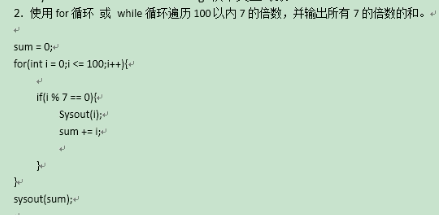 2. 使用 for 循环 或 while 循环遍历 100 以内 7 的倍数，并输出所有 7 的倍数的和。
sum = 0;
for(int i = 0;i <= 100;i++){
if(i % 7 == 0){
Sysout(i);
sum += i;
}
}
sysout(sum);